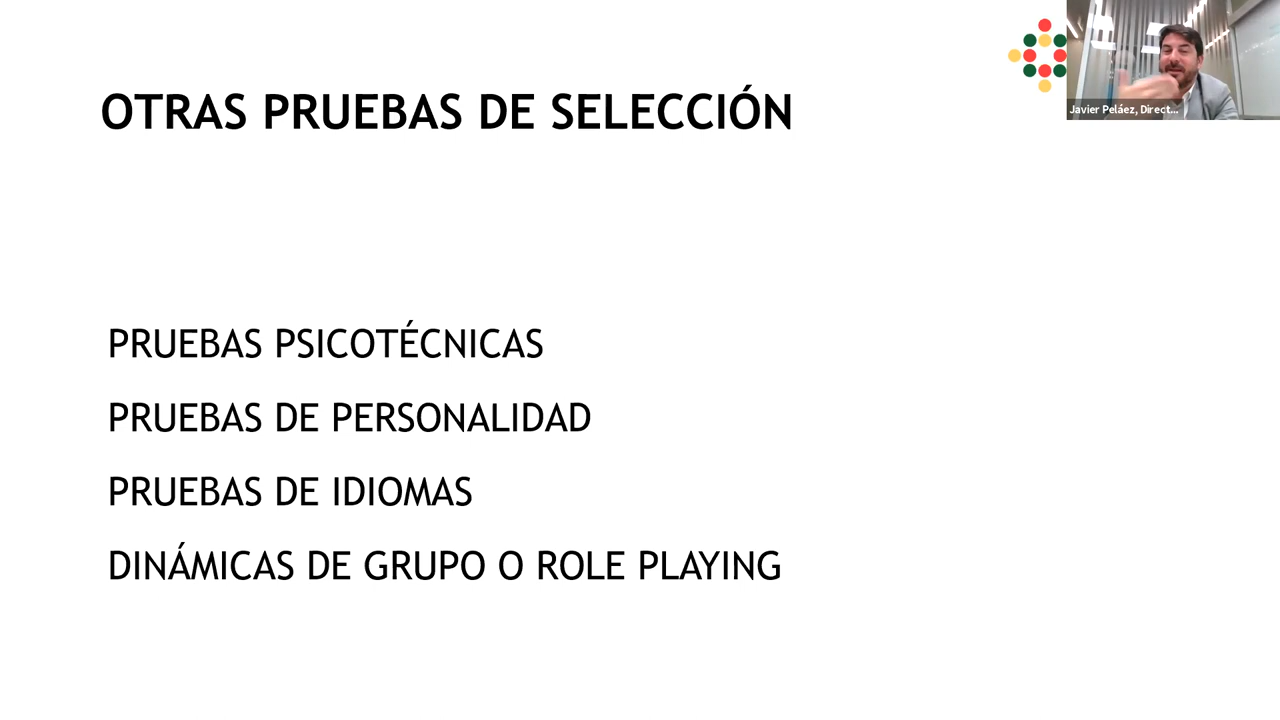 OTRAS PRUEBAS DE SELECCIÓN
Javier Peláez, Direct...
PRUEBAS PSICOTÉCNICAS
PRUEBAS DE PERSONALIDAD
PRUEBAS DE IDIOMAS
DINÁMICAS DE GRUPO O ROLE PLAYING